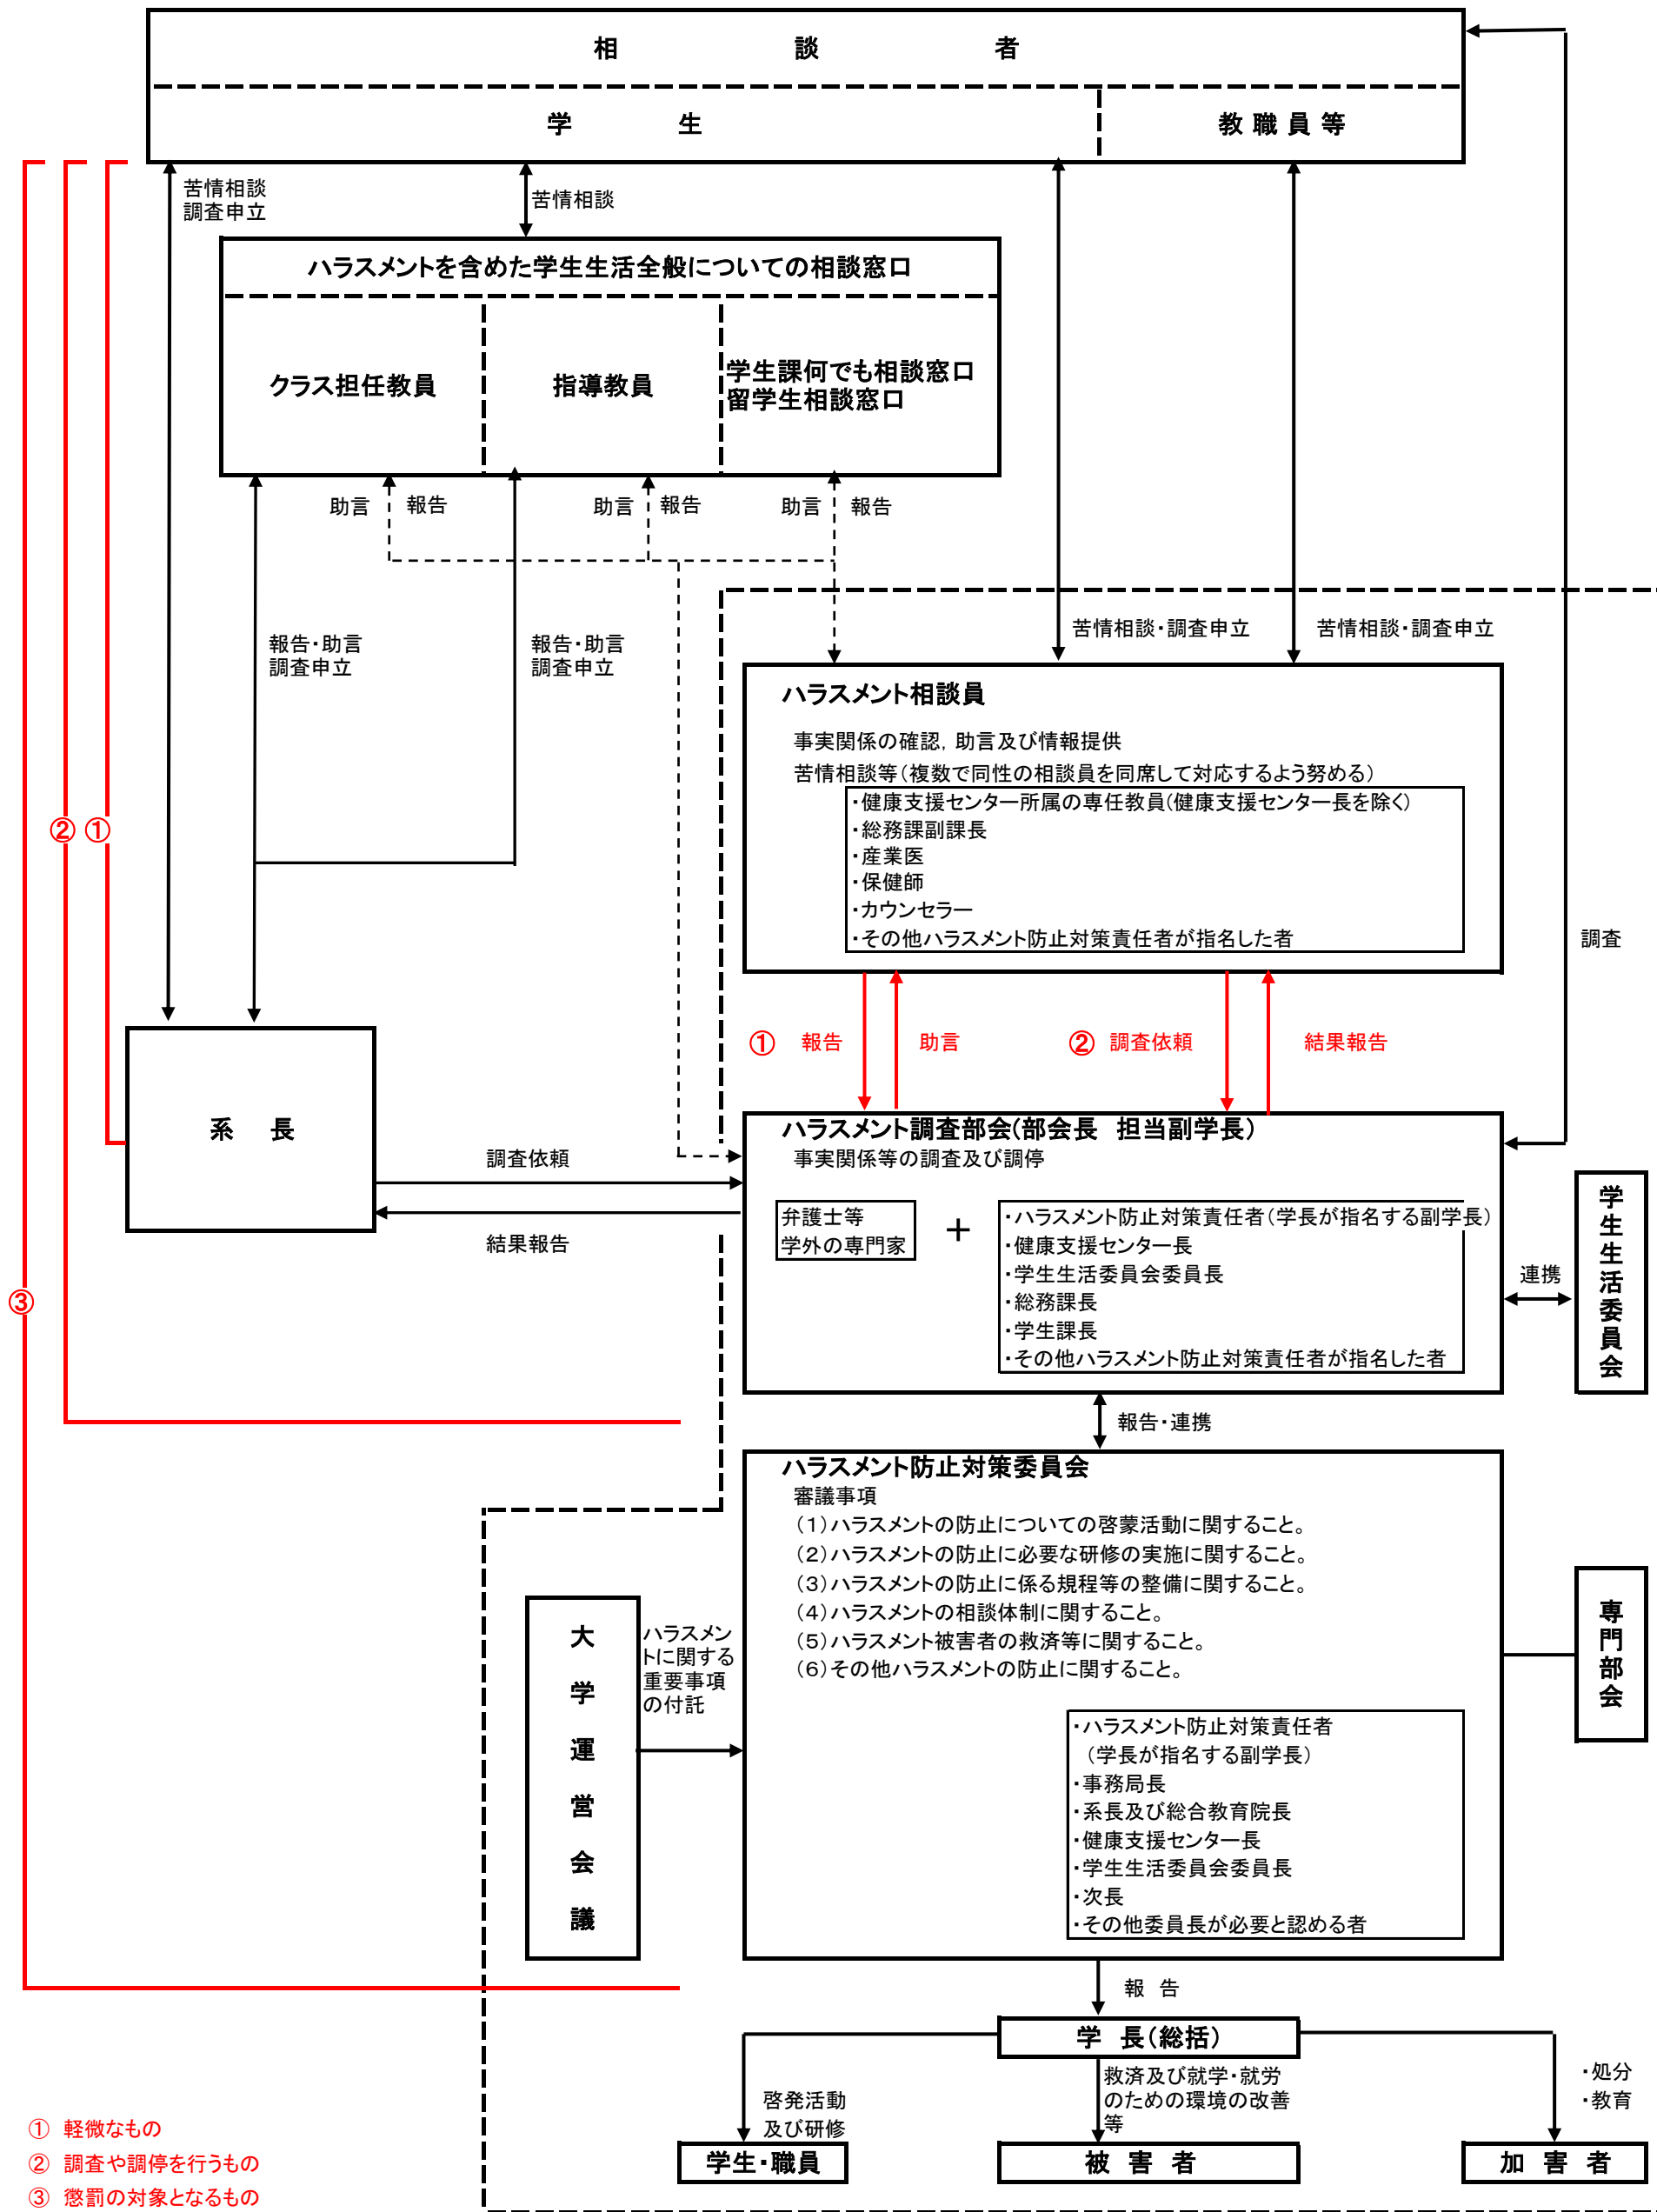 相　談　者
学　生
教職員等
苦情相談
調査申立
苦情相談
ハラスメントを含めた学生生活全般についての相談窓口
クラス担任教員
指導教員
学生課何でも相談窓口
留学生相談窓口
助言
報告
助言
報告
助言
報告
報告・助言
調査申立
報告・助言
調査申立
苦情相談・調査申立
苦情相談・調査申立
ハラスメント相談員
事実関係の確認，助言及び情報提供
苦情相談等（複数で同性の相談員を同席して対応するよう努める）
・健康支援センター所属の専任教員(健康支援センター長を除く)
・総務課副課長
・産業医
・保健師
・カウンセラー
・その他ハラスメント防止対策責任者が指名した者
② ①
調査
① 報告
助言
② 調査依頼
結果報告
系　長
調査依頼
結果報告
ハラスメント調査部会(部会長　担当副学長）
事実関係等の調査及び調停
弁護士等
学外の専門家
＋
・ハラスメント防止対策責任者（学長が指名する副学長）
・健康支援センター長
・学生生活委員会委員長
・総務課長
・学生課長
・その他ハラスメント防止対策責任者が指名した者
連携
学生生活委員会
③
報告・連携
ハラスメント防止対策委員会
審議事項
（１）ハラスメントの防止についての啓蒙活動に関すること。
（２）ハラスメントの防止に必要な研修の実施に関すること。
（３）ハラスメントの防止に係る規程等の整備に関すること。
（４）ハラスメントの相談体制に関すること。
（５）ハラスメント被害者の救済等に関すること。
（６）その他ハラスメントの防止に関すること。
・ハラスメント防止対策責任者
（学長が指名する副学長）
・事務局長
・系長及び総合教育院長
・健康支援センター長
・学生生活委員会委員長
・次長
・その他委員長が必要と認める者
専門部会
大学運営会議
ハラスメン
トに関する
重要事項
の付託
報　告
学　長（総括）
啓発活動
及び研修
救済及び就学・就労
のための環境の改善
等
・処分
・教育
学生・職員
被　害　者
加　害　者
①　軽微なもの
②　調査や調停を行うもの
③　懲罰の対象となるもの